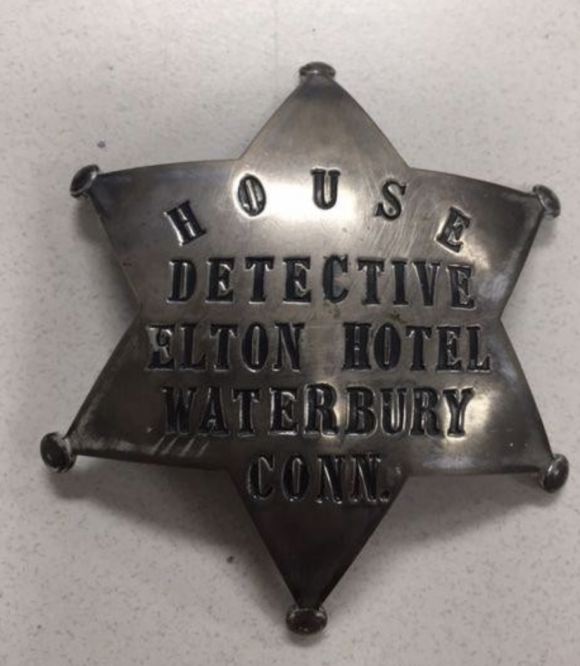 HOUSE
DETECTIVE
ELTON HOTEL
WATERBURY
CONN.